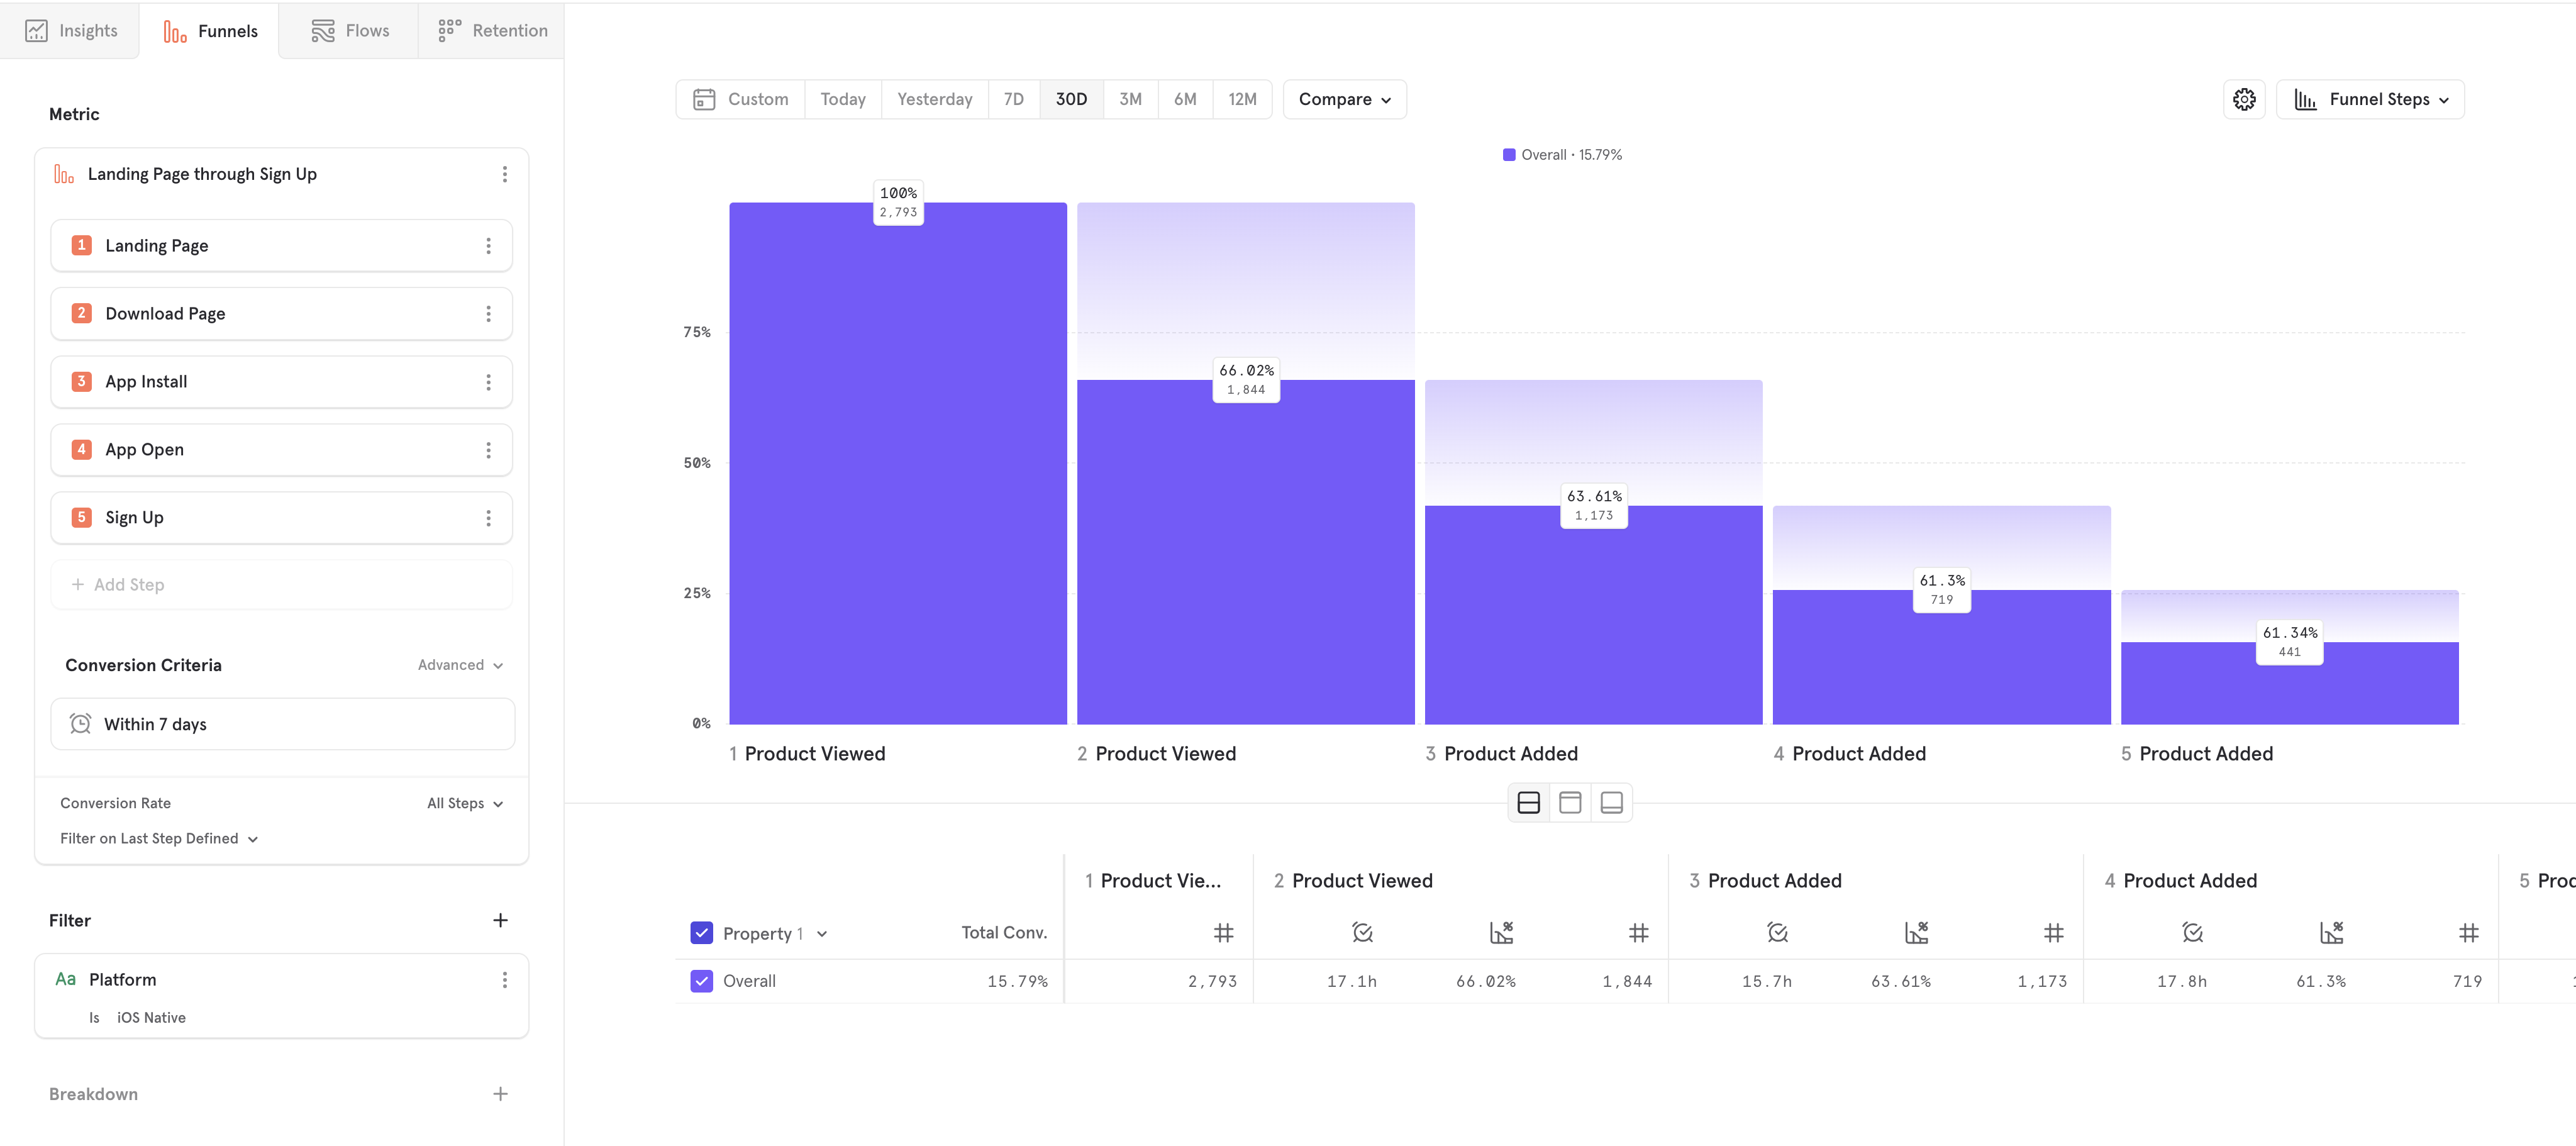 Insights
Funnels
Flows
Retention
Metric
Landing Page through Sign Up
1 Landing Page
2 Download Page
3 App Install
4 App Open
5 Sign Up
+ Add Step
Conversion Criteria
Advanced
Within 7 days
Conversion Rate
All Steps
Filter on Last Step Defined
Filter
Aa Platform
Is iOS Native
Breakdown
Custom
Today
Yesterday
7D
30D
3M
6M
12M
Compare
Funnel Steps
Overall · 15.79%
75%
50%
25%
0%
100%
2,793
66.02%
1,844
63.61%
1,173
61.3%
719
61.34%
441
1 Product Viewed
2 Product Viewed
3 Product Added
4 Product Added
5 Product Added
1 Product Vie...
2 Product Viewed
3 Product Added
4 Product Added
5 Proc
Property 1
Total Conv.
Overall
15.79%
2,793
17.1h
66.02%
1,844
15.7h
63.61%
1,173
17.8h
61.3%
719